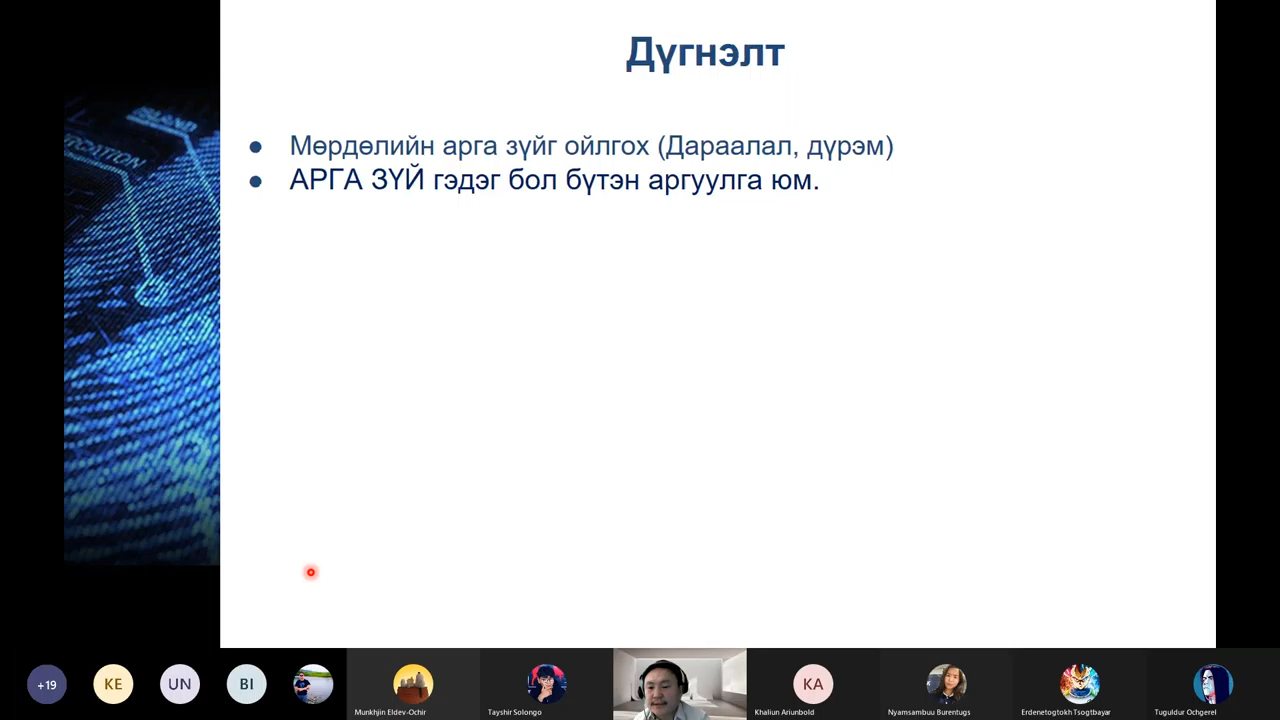 Дүгнэлт
ISLAND
● Мөрдөлийн арга зүйг ойлгох (Дараалал, дүрэм)
● АРГА ЗҮЙ гэдэг бол бүтэн аргуулга юм.
+19
KE
UN
BI
Munkhjin Eldev-Ochir
Tayshir Solongo
KA
Khaliun Ariunbold
Nyamsambuu Burentugs
Erdenetogtokh Tsogtbayar
Tuguldur Ochgerel